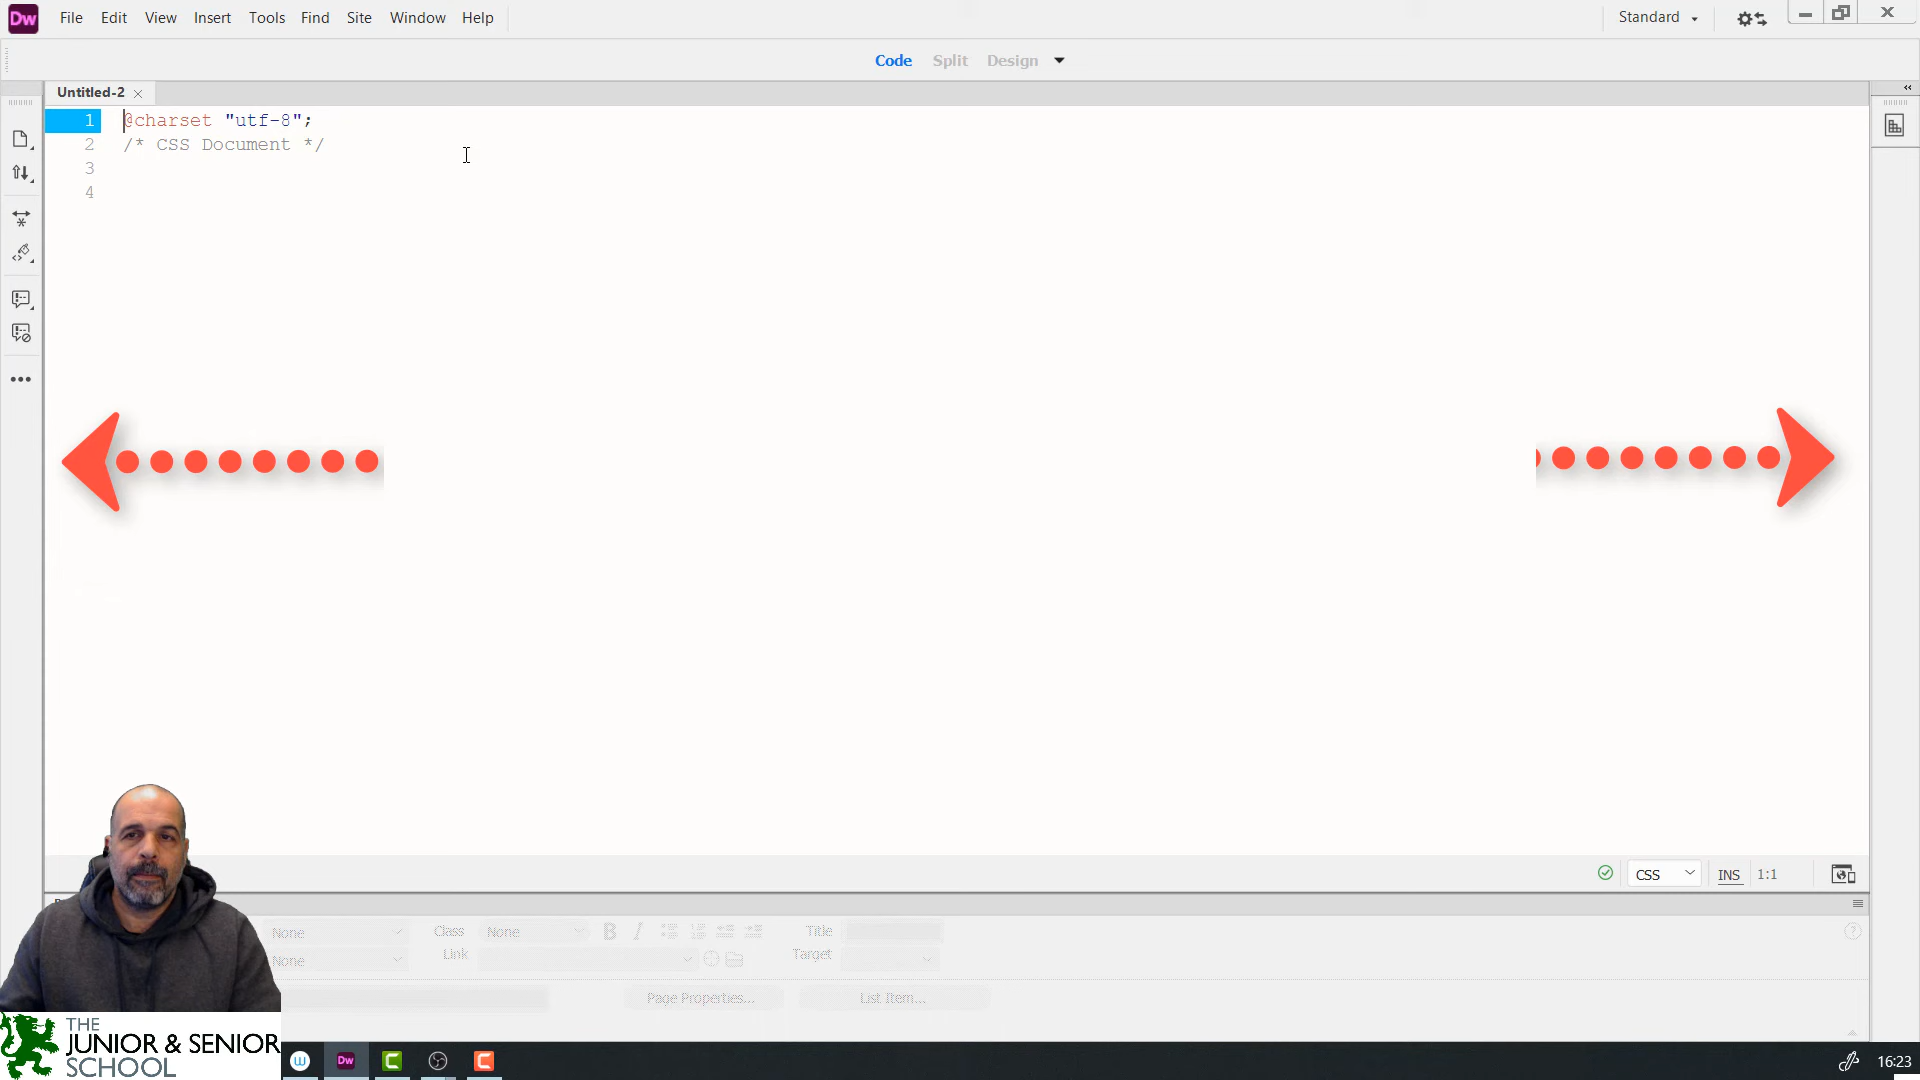 Dw File Edit View Insert Tools Find Site Window Help Standard
Code Split Design
Untitled-2
1 @charset "utf-8";
2 /* CSS Document */
3
4
CSS INS 1:1
None Class None B I Title
None Link Target
Page Properties... List Item...
THE
JUNIOR & SENIOR
SCHOOL
W Dw 16:23